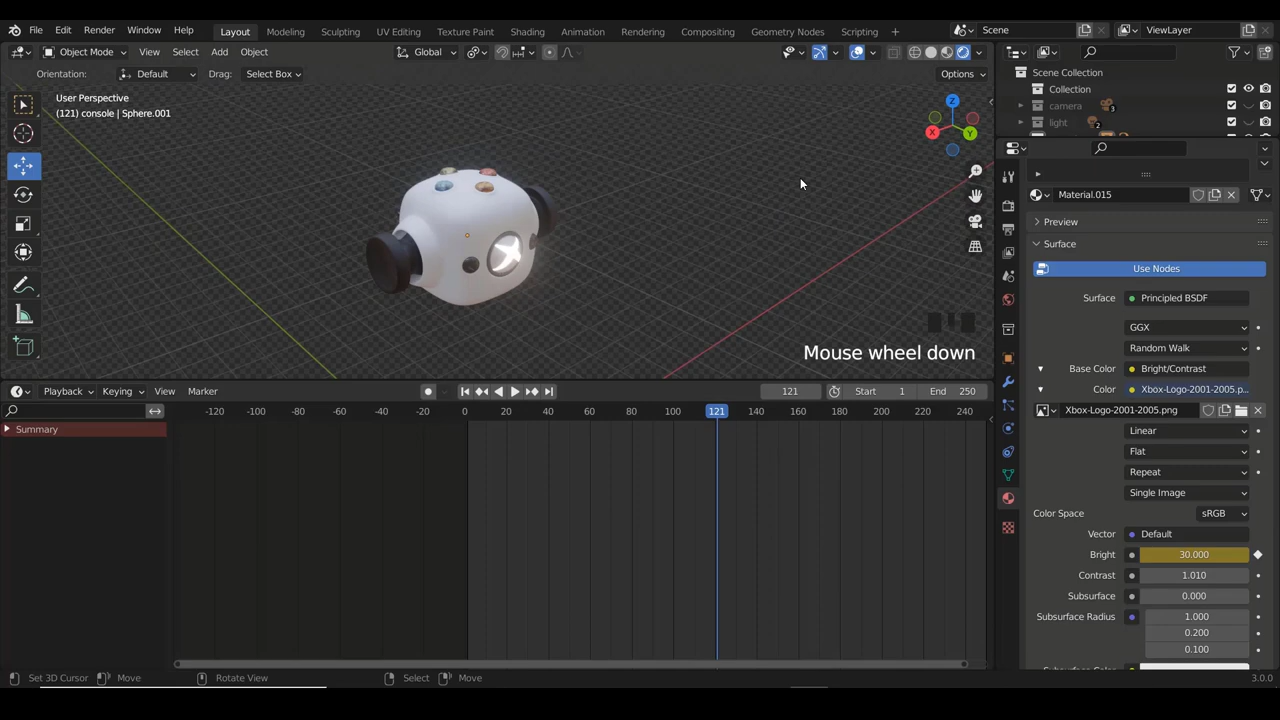 File Edit Render Window Help Layout Modeling Sculpting UV Editing Texture Paint Shading Animation Rendering Compositing Geometry Nodes Scripting + Scene ViewLayer
Object Mode View Select Add Object Global
Orientation: Default Drag: Select Box Options
Scene Collection
Collection
camera 3
light 2
User Perspective
(121) console | Sphere.001
Z
X Y
Mouse wheel down
Material.015
Preview
Surface
Use Nodes
Surface Principled BSDF
GGX
Random Walk
Base Color Bright/Contrast
Color Xbox-Logo-2001-2005.p...
Xbox-Logo-2001-2005.png
Linear
Flat
Repeat
Single Image
Color Space sRGB
Vector Default
Bright 30.000
Contrast 1.010
Subsurface 0.000
Subsurface Radius 1.000
0.200
0.100
Playback Keying View Marker 121 Start 1 End 250
-120 -100 -80 -60 -40 -20 0 20 40 60 80 100 121 140 160 180 200 220 240
Summary
Set 3D Cursor Move Rotate View Select Move 3.0.0